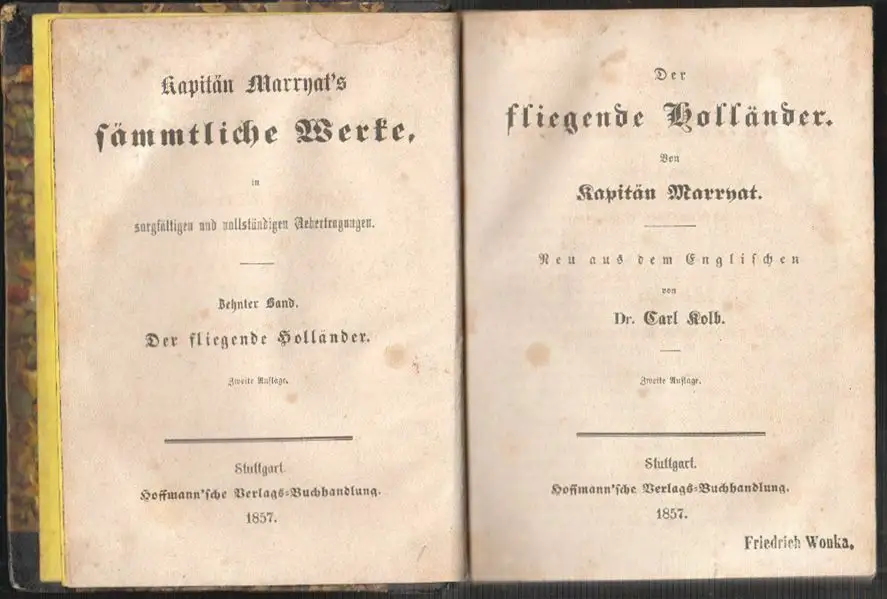 Kapitän Marryat's
sämmtliche Werke,
in
sorgfältigen und vollständigen Uebertragungen.
Zehnter Band.
Der fliegende Holländer.
Zweite Auflage.
Stuttgart.
Hoffmann'sche Verlags-Buchhandlung.
1857.
Der
fliegende Holländer.
Von
Kapitän Marryat.
Neu aus dem Englischen
von
Dr. Carl Kolb.
Zweite Auflage.
Stuttgart.
Hoffmann'sche Verlags-Buchhandlung.
1857.
Friedrich Wonka,